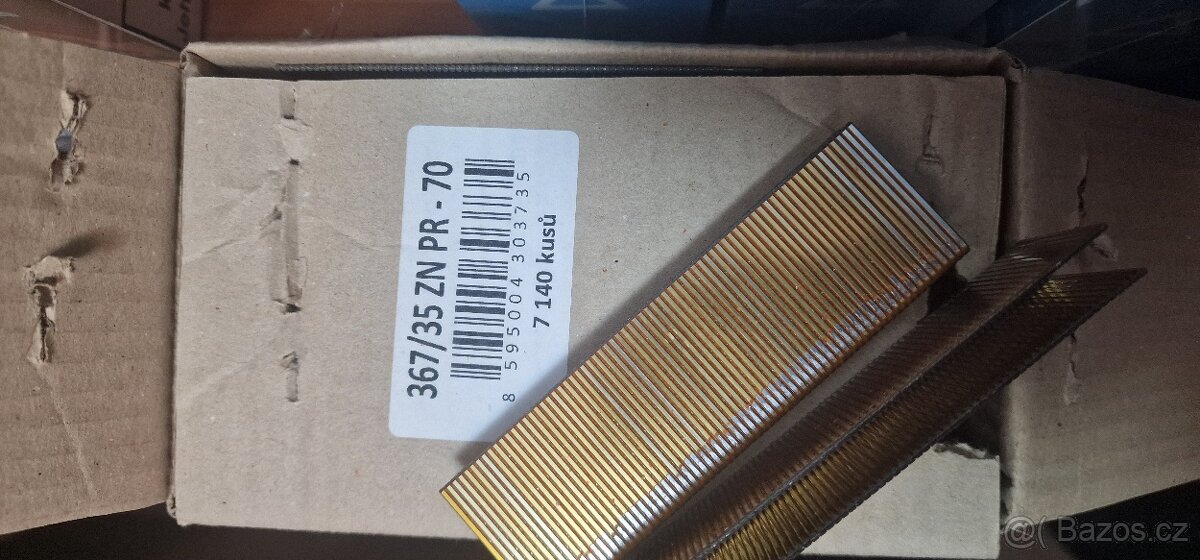 367/35 ZN PR - 70
8 595004 303735
7 140 kusů
@( Bazos.cz